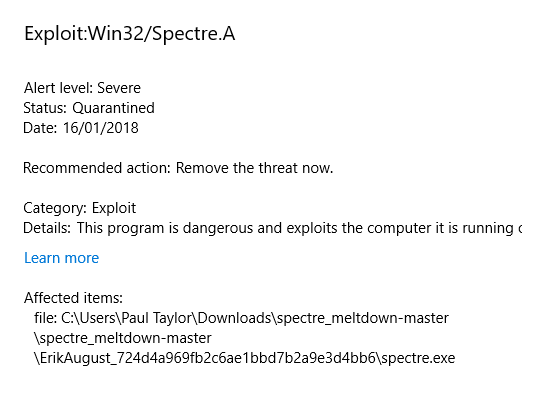 Exploit:Win32/Spectre.A
Alert level: Severe
Status: Quarantined
Date: 16/01/2018
Recommended action: Remove the threat now.
Category: Exploit
Details: This program is dangerous and exploits the computer it is running
Learn more
Affected items:
file: C:\Users\Paul Taylor\Downloads\spectre_meltdown-master
\spectre_meltdown-master
\ErikAugust_724d4a969fb2c6ae1bbd7b2a9e3d4bb6\spectre.exe